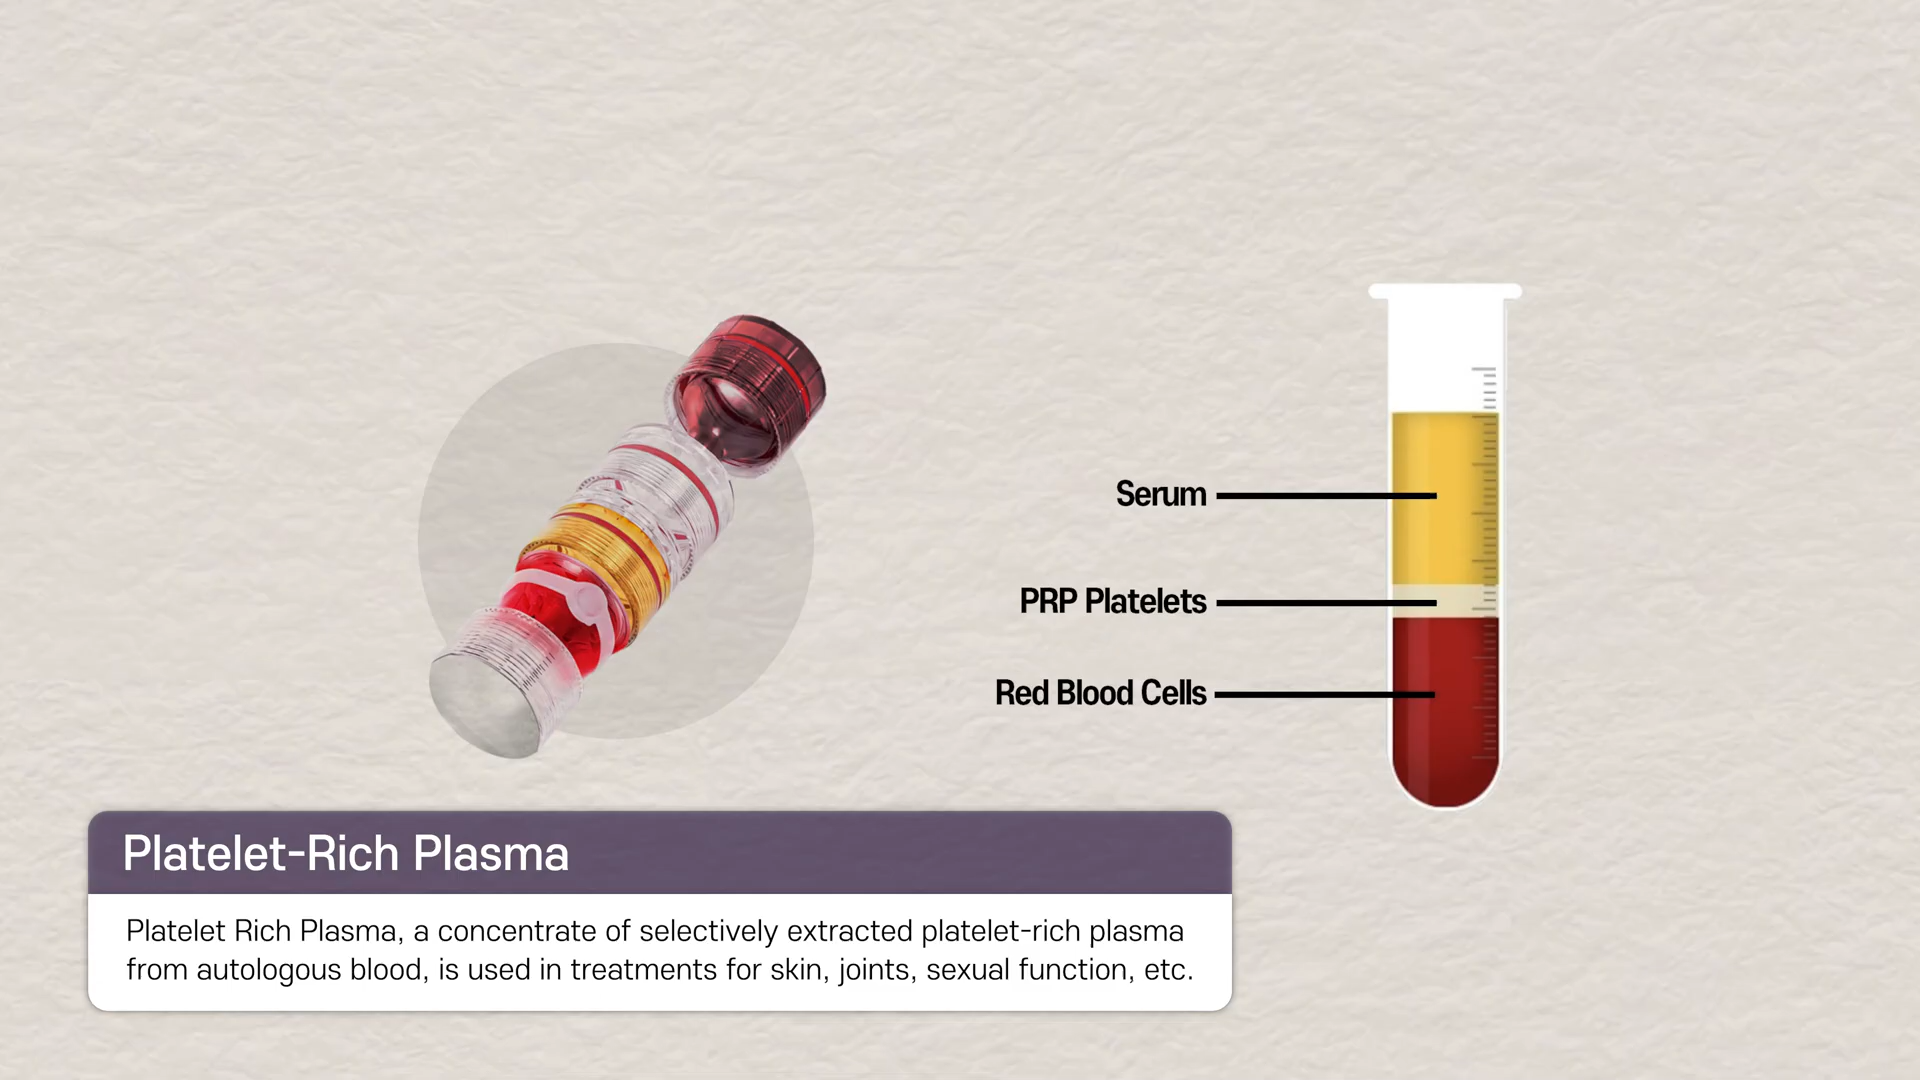 Serum
PRP Platelets
Red Blood Cells
Platelet-Rich Plasma
Platelet Rich Plasma, a concentrate of selectively extracted platelet-rich plasma
from autologous blood, is used in treatments for skin, joints, sexual function, etc.